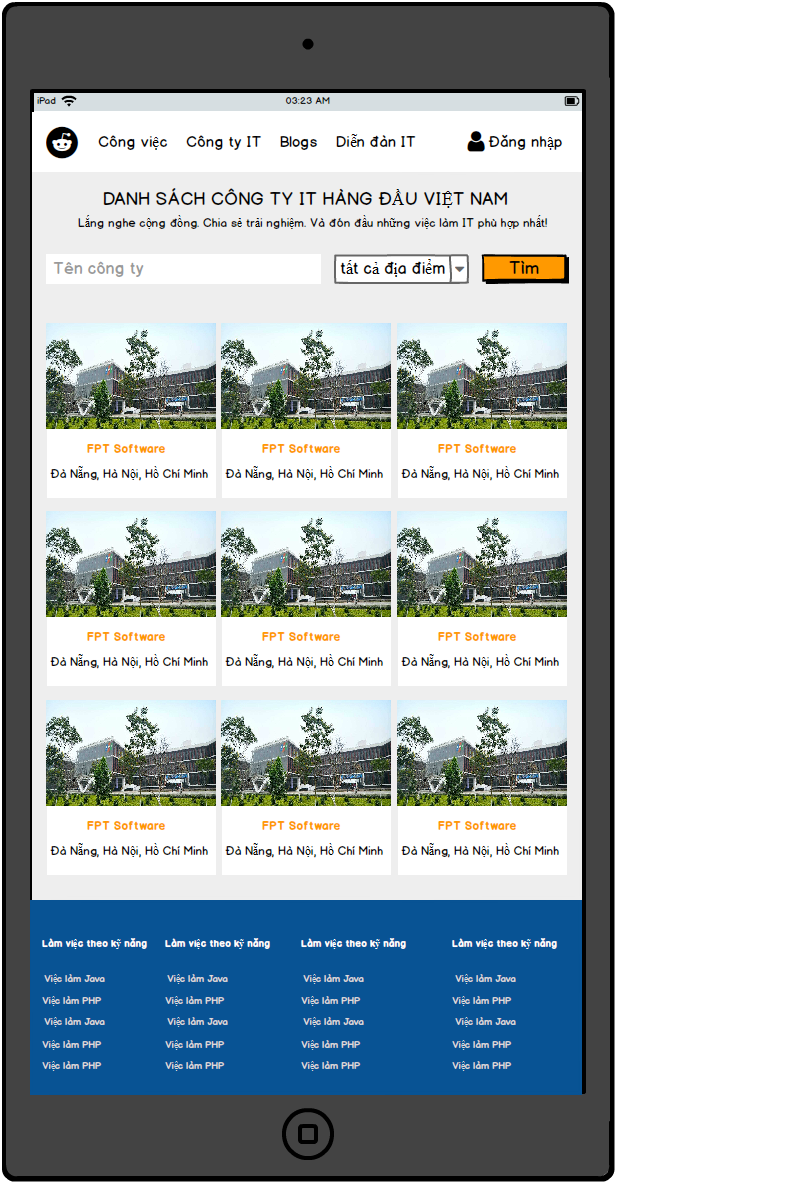 iPad 03:23 AM
Công việc Công ty IT Blogs Diễn đàn IT Đăng nhập
DANH SÁCH CÔNG TY IT HÀNG ĐẦU VIỆT NAM
Lắng nghe cộng đồng. Chia sẻ trải nghiệm. Và đón đầu những việc làm IT phù hợp nhất!
Tên công ty tất cả địa điểm Tìm
FPT Software FPT Software FPT Software
Đà Nẵng, Hà Nội, Hồ Chí Minh Đà Nẵng, Hà Nội, Hồ Chí Minh Đà Nẵng, Hà Nội, Hồ Chí Minh
FPT Software FPT Software FPT Software
Đà Nẵng, Hà Nội, Hồ Chí Minh Đà Nẵng, Hà Nội, Hồ Chí Minh Đà Nẵng, Hà Nội, Hồ Chí Minh
FPT Software FPT Software FPT Software
Đà Nẵng, Hà Nội, Hồ Chí Minh Đà Nẵng, Hà Nội, Hồ Chí Minh Đà Nẵng, Hà Nội, Hồ Chí Minh
Làm việc theo kỹ năng Làm việc theo kỹ năng Làm việc theo kỹ năng Làm việc theo kỹ năng
Việc làm Java Việc làm Java Việc làm Java Việc làm Java
Việc làm PHP Việc làm PHP Việc làm PHP Việc làm PHP
Việc làm Java Việc làm Java Việc làm Java Việc làm Java
Việc làm PHP Việc làm PHP Việc làm PHP Việc làm PHP
Việc làm PHP Việc làm PHP Việc làm PHP Việc làm PHP